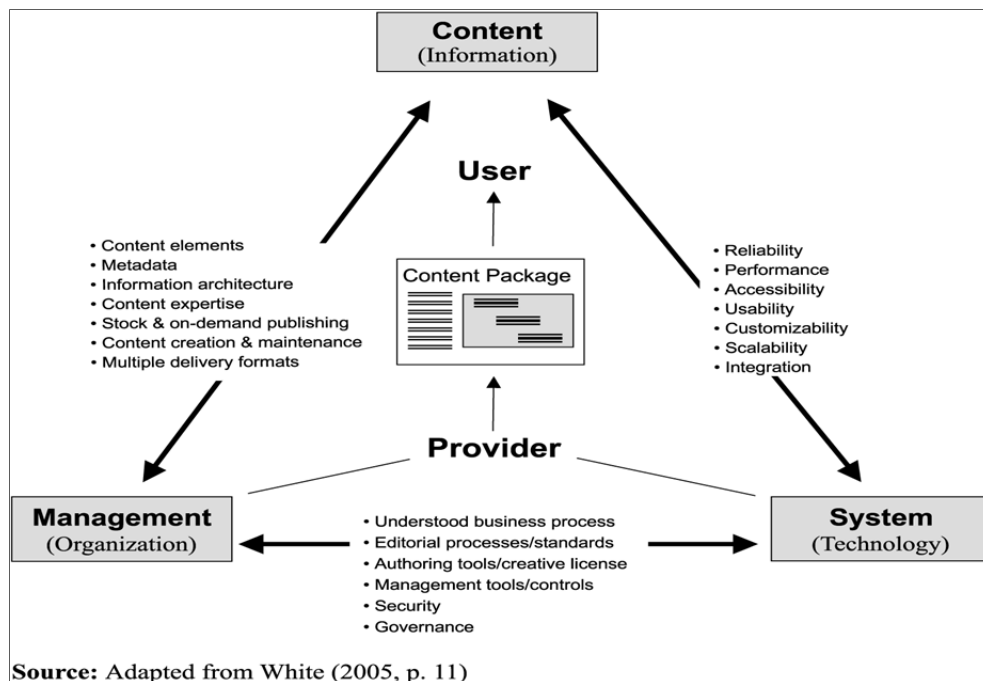 Content
(Information)
User
• Content elements
• Metadata
• Information architecture
• Content expertise
• Stock & on-demand publishing
• Content creation & maintenance
• Multiple delivery formats
Content Package
• Reliability
• Performance
• Accessibility
• Usability
• Customizability
• Scalability
• Integration
Provider
Management
(Organization)
• Understood business process
• Editorial processes/standards
• Authoring tools/creative license
• Management tools/controls
• Security
• Governance
System
(Technology)
Source: Adapted from White (2005, p. 11)